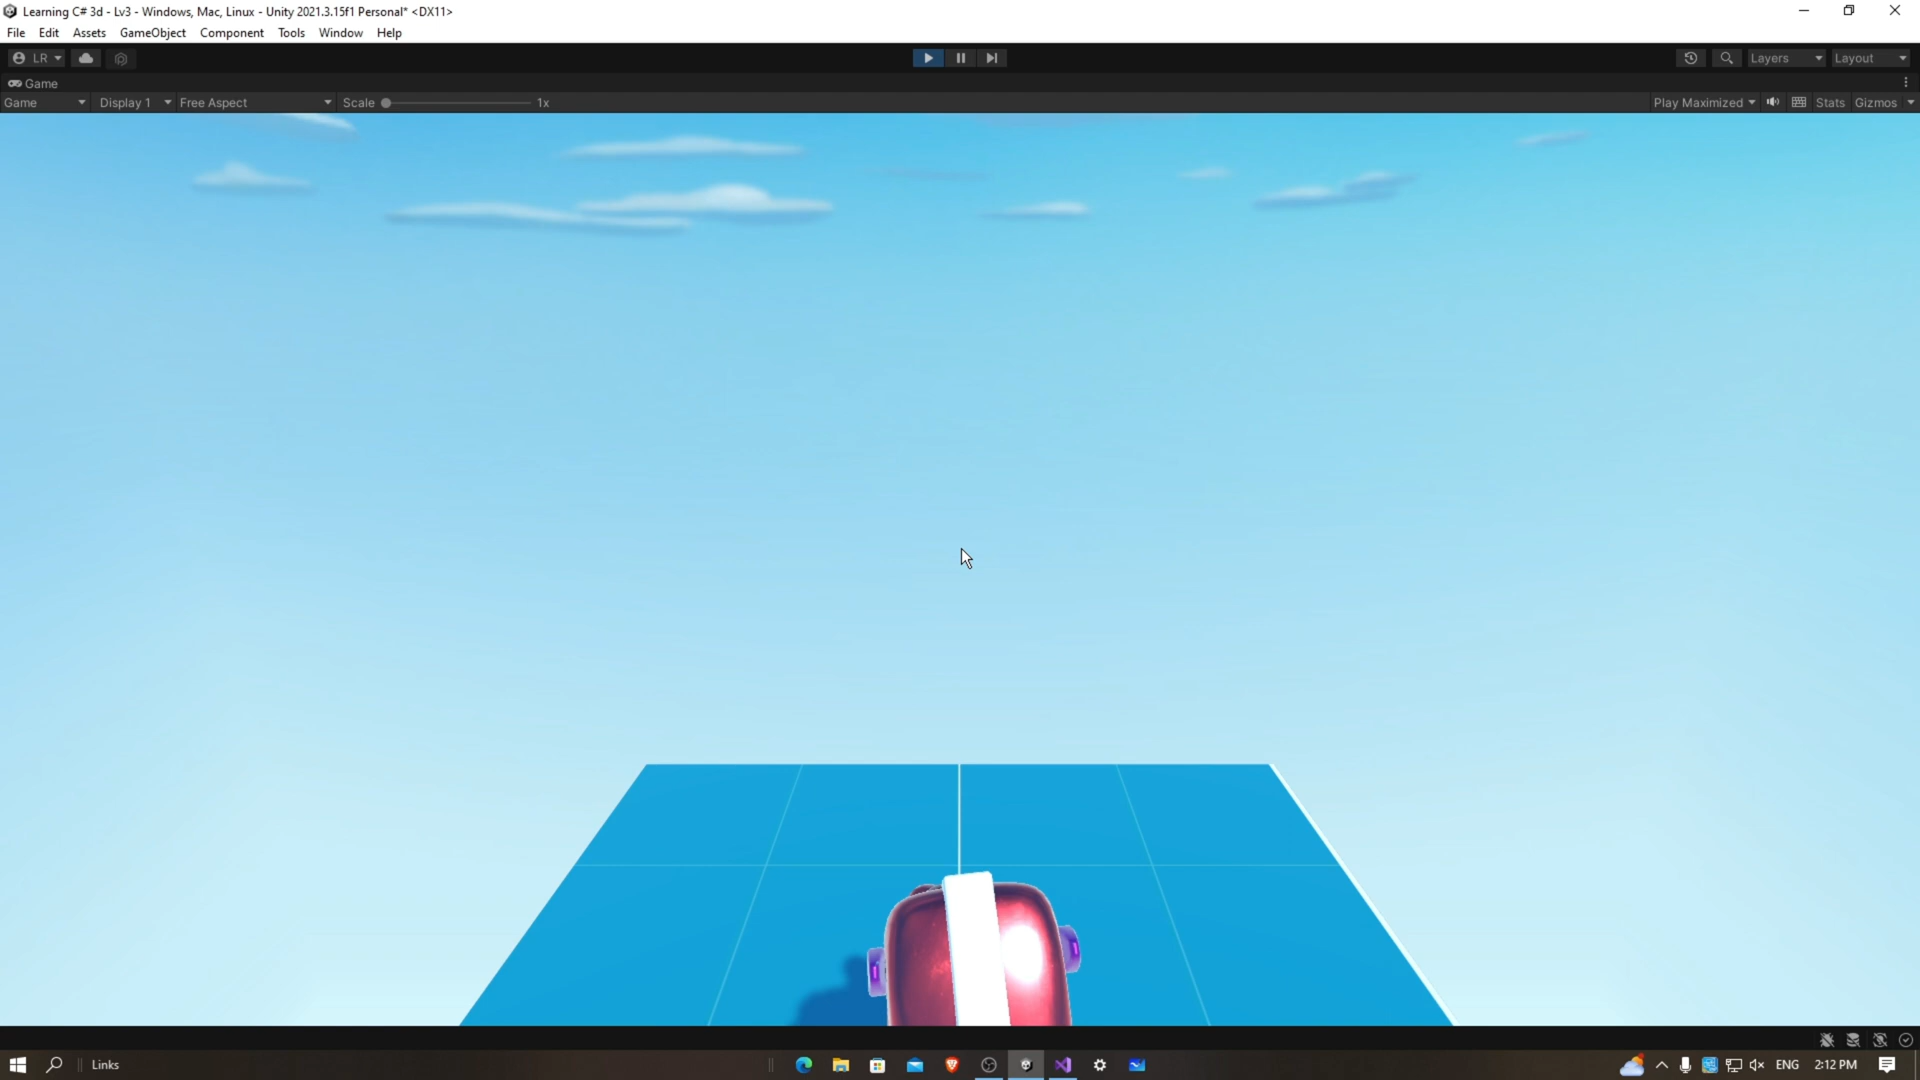 Learning C# 3d - Lv3 - Windows, Mac, Linux - Unity 2021.3.15f1 Personal* <DX11>
File Edit Assets GameObject Component Tools Window Help
LR Layers Layout
Game
Game Display 1 Free Aspect Scale 1x Play Maximized Stats Gizmos
Links ENG 2:12 PM